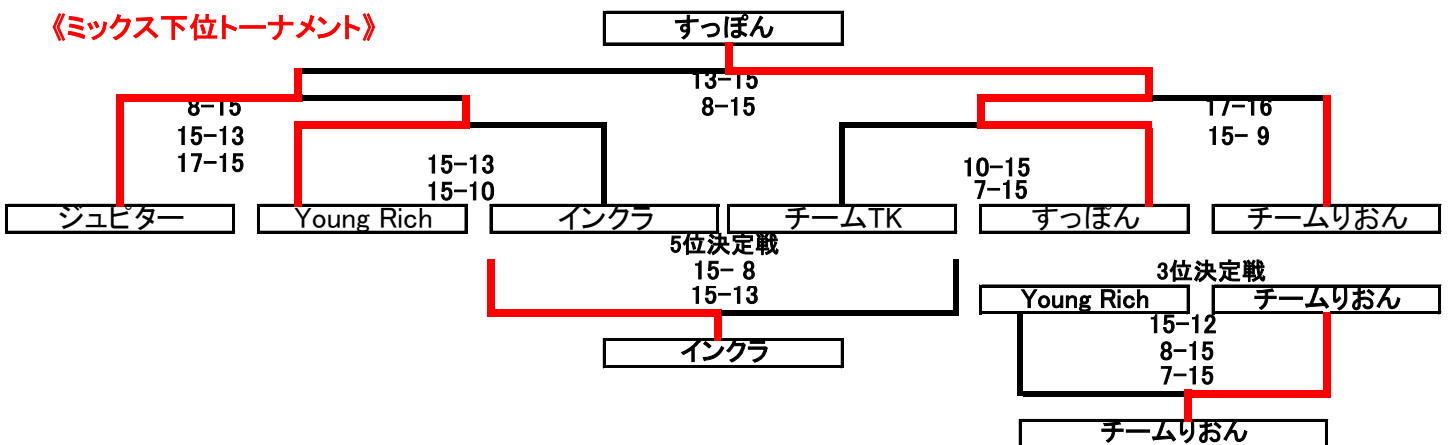 《ミックス下位トーナメント》
すっぽん
13-15
8-15
8-15
15-13
17-15
17-16
15- 9
15-13
15-10
10-15
7-15
ジュピター
Young Rich
インクラ
チームTK
すっぽん
チームりおん
5位決定戦
15- 8
15-13
インクラ
3位決定戦
Young Rich
チームりおん
15-12
8-15
7-15
チームりおん